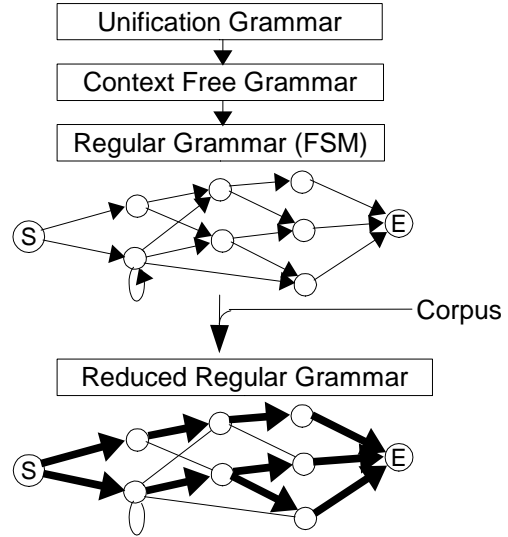 Unification Grammar
Context Free Grammar
Regular Grammar (FSM)
S
E
Corpus
Reduced Regular Grammar
S
E